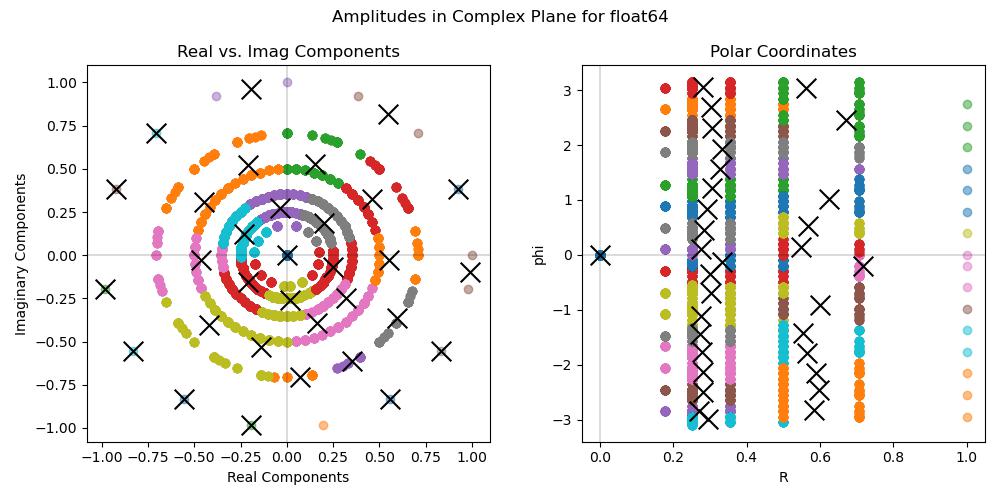 Amplitudes in Complex Plane for float64
Real vs. Imag Components
1.00
0.75
0.50
0.25
0.00
−0.25
−0.50
−0.75
−1.00
Imaginary Components
−1.00 −0.75 −0.50 −0.25 0.00 0.25 0.50 0.75 1.00
Real Components
Polar Coordinates
3
2
1
0
−1
−2
−3
phi
0.0 0.2 0.4 0.6 0.8 1.0
R